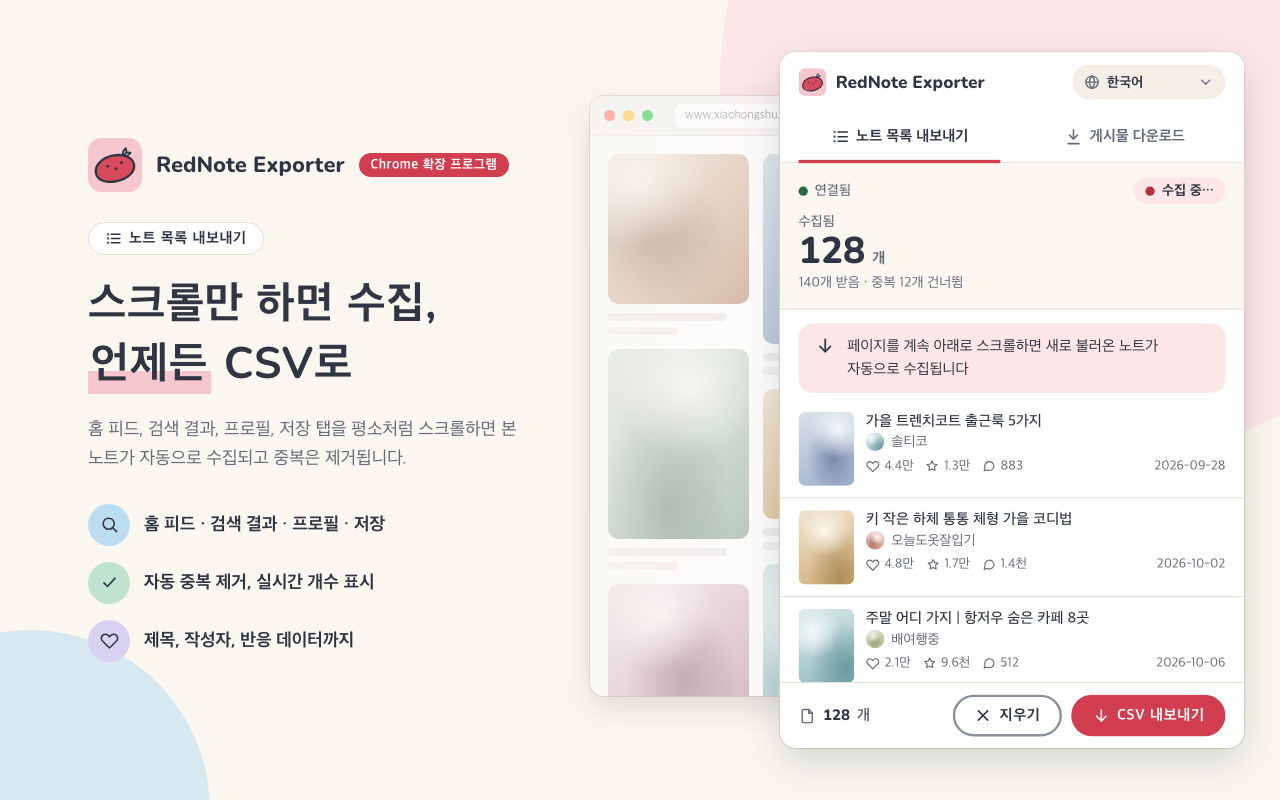 RedNote Exporter
Chrome 확장 프로그램
노트 목록 내보내기
스크롤만 하면 수집,
언제든 CSV로
홈 피드, 검색 결과, 프로필, 저장 탭을 평소처럼 스크롤하면 본
노트가 자동으로 수집되고 중복은 제거됩니다.
홈 피드 · 검색 결과 · 프로필 · 저장
자동 중복 제거, 실시간 개수 표시
제목, 작성자, 반응 데이터까지
www.xiaohongshu.
RedNote Exporter
한국어
노트 목록 내보내기
게시물 다운로드
연결됨
수집 중···
수집됨
128 개
140개 받음 · 중복 12개 건너뜀
페이지를 계속 아래로 스크롤하면 새로 불러온 노트가
자동으로 수집됩니다
가을 트렌치코트 출근룩 5가지
솔티코
4.4만 1.3만 883 2026-09-28
키 작은 하체 통통 체형 가을 코디법
오늘도옷잘입기
4.8만 1.7만 1.4천 2026-10-02
주말 어디 가지 | 항저우 숨은 카페 8곳
배여행중
2.1만 9.6천 512 2026-10-06
128 개
지우기
CSV 내보내기